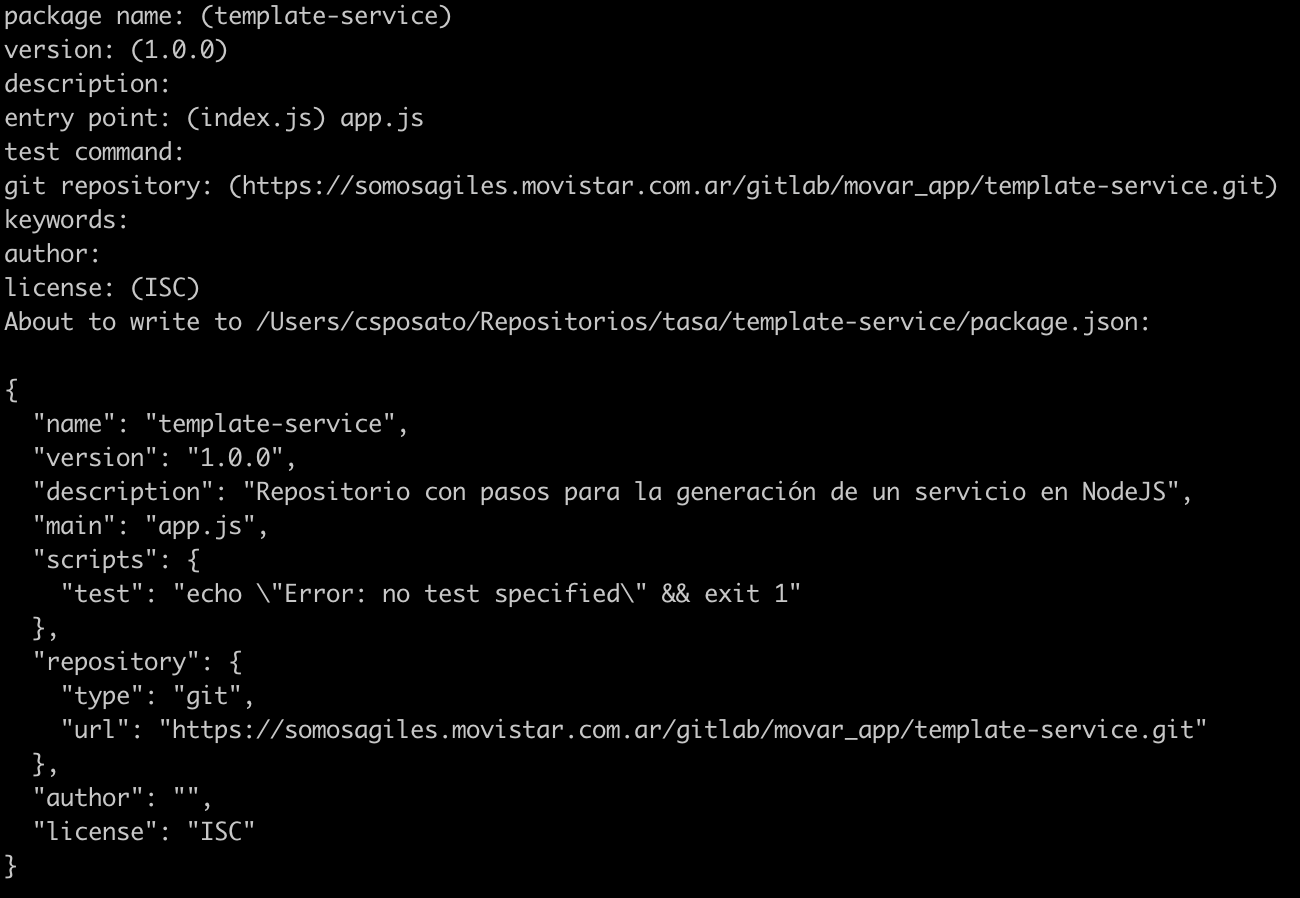 package name: (template-service)
version: (1.0.0)
description:
entry point: (index.js) app.js
test command:
git repository: (https://somosagiles.movistar.com.ar/gitlab/movar_app/template-service.git)
keywords:
author:
license: (ISC)
About to write to /Users/csposato/Repositorios/tasa/template-service/package.json:

{
  "name": "template-service",
  "version": "1.0.0",
  "description": "Repositorio con pasos para la generación de un servicio en NodeJS",
  "main": "app.js",
  "scripts": {
    "test": "echo \"Error: no test specified\" && exit 1"
  },
  "repository": {
    "type": "git",
    "url": "https://somosagiles.movistar.com.ar/gitlab/movar_app/template-service.git"
  },
  "author": "",
  "license": "ISC"
}